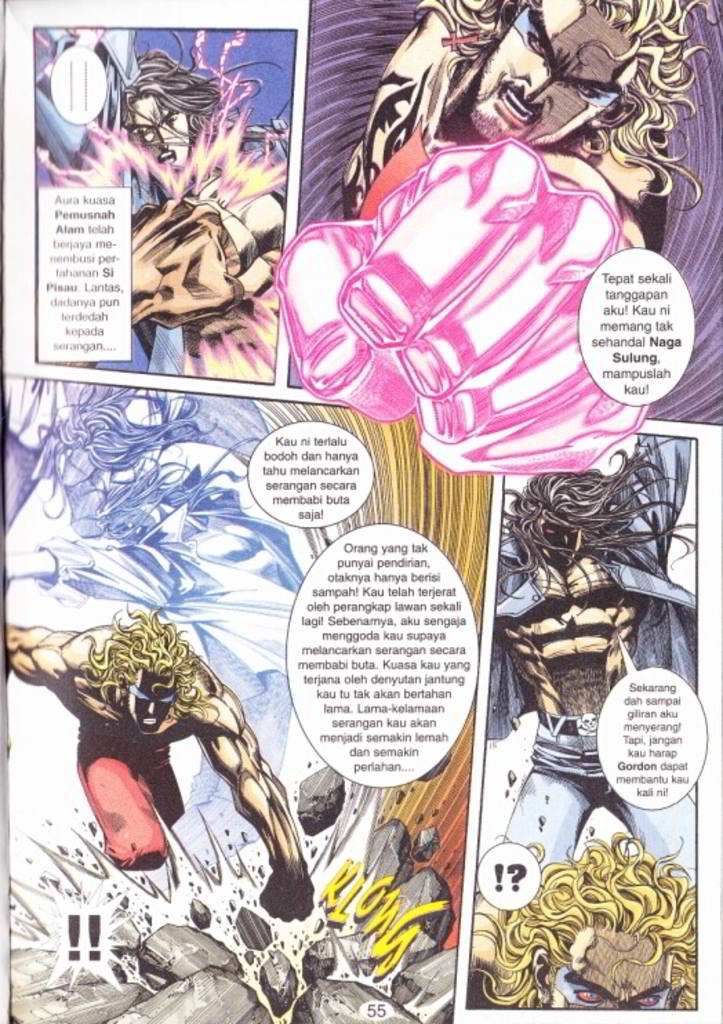 !!
Aura kuasa
Pemusnah
Alam telah
berjaya me-
nembusi per-
tahanan Si
Pisau. Lantas,
dadanya pun
terdedah
kepada
serangan....
Tepat sekali
tanggapan
aku! Kau ni
memang tak
sehandal Naga
Sulung,
mampuslah
kau!
Kau ni terlalu
bodoh dan hanya
tahu melancarkan
serangan secara
membabi buta
saja!
Orang yang tak
punyai pendirian,
otaknya hanya berisi
sampah! Kau telah terjerat
oleh perangkap lawan sekali
lagi! Sebenarnya, aku sengaja
menggoda kau supaya
melancarkan serangan secara
membabi buta. Kuasa kau yang
terjana oleh denyutan jantung
kau tu tak akan bertahan
lama. Lama-kelamaan
serangan kau akan
menjadi semakin lemah
dan semakin
perlahan....
KLONG
!!
Sekarang
dah sampai
giliran aku
menyerang!
Tapi, jangan
kau harap
Gordon dapat
membantu kau
kali ni!
!?
55